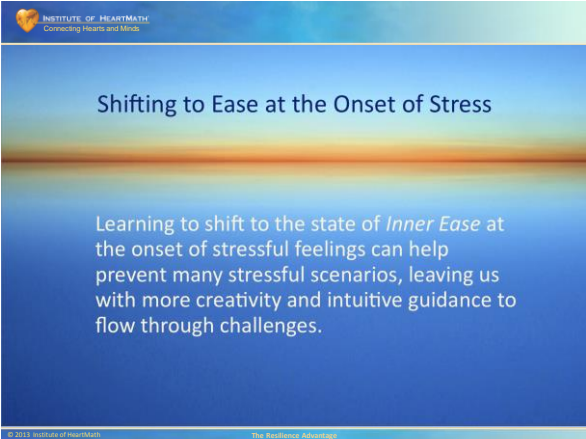 INSTITUTE OF HEARTMATH
Connecting Hearts and Minds
Shifting to Ease at the Onset of Stress
Learning to shift to the state of Inner Ease at
the onset of stressful feelings can help
prevent many stressful scenarios, leaving us
with more creativity and intuitive guidance to
flow through challenges.
© 2013 Institute of HeartMath
The Resilience Advantage